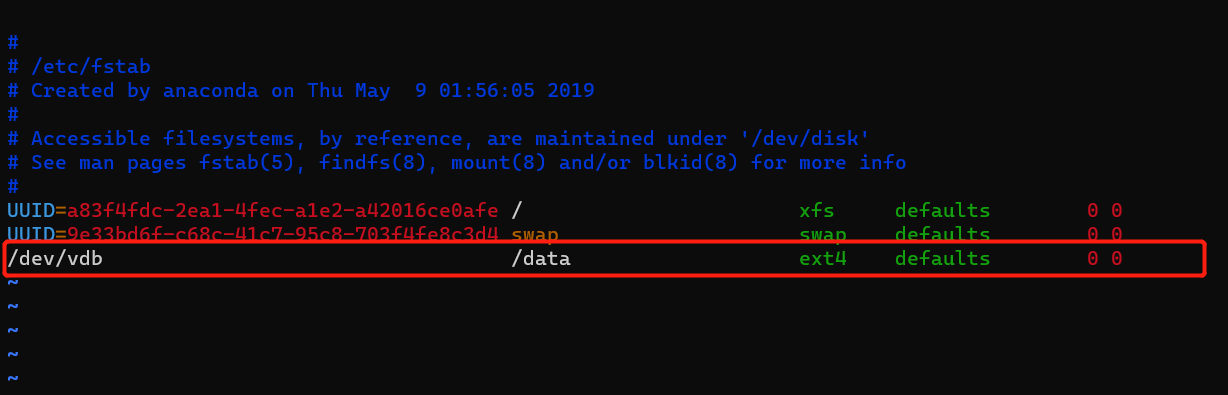 #
# /etc/fstab
# Created by anaconda on Thu May  9 01:56:05 2019
#
# Accessible filesystems, by reference, are maintained under '/dev/disk'
# See man pages fstab(5), findfs(8), mount(8) and/or blkid(8) for more info
#
UUID=a83f4fdc-2ea1-4fec-a1e2-a42016ce0afe /                       xfs     defaults        0 0
UUID=9e33bd6f-c68c-41c7-95c8-703f4fe8c3d4 swap                    swap    defaults        0 0
/dev/vdb                                  /data                   ext4    defaults        0 0
~
~
~
~
~